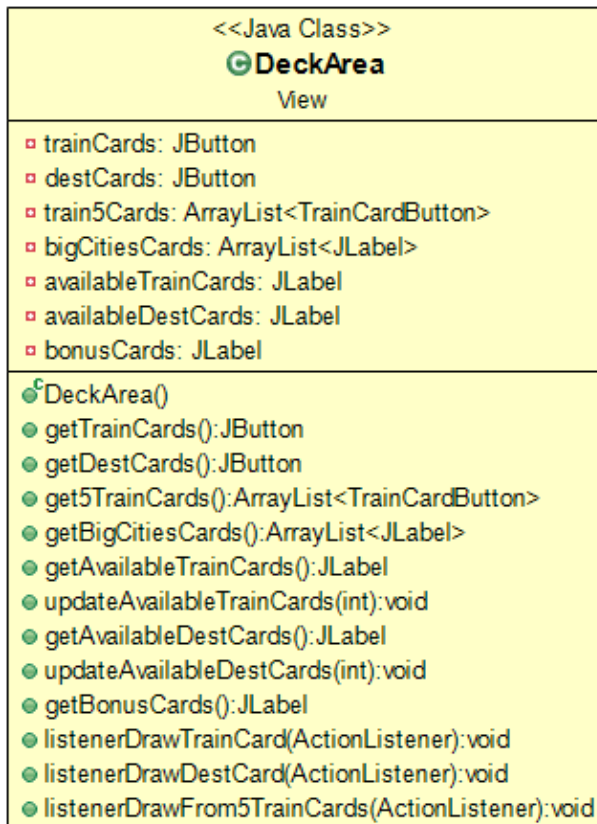 <<Java Class>>
DeckArea
View
trainCards: JButton
destCards: JButton
train5Cards: ArrayList<TrainCardButton>
bigCitiesCards: ArrayList<JLabel>
availableTrainCards: JLabel
availableDestCards: JLabel
bonusCards: JLabel
DeckArea()
getTrainCards():JButton
getDestCards():JButton
get5TrainCards():ArrayList<TrainCardButton>
getBigCitiesCards():ArrayList<JLabel>
getAvailableTrainCards():JLabel
updateAvailableTrainCards(int):void
getAvailableDestCards():JLabel
updateAvailableDestCards(int):void
getBonusCards():JLabel
listenerDrawTrainCard(ActionListener):void
listenerDrawDestCard(ActionListener):void
listenerDrawFrom5TrainCards(ActionListener):void